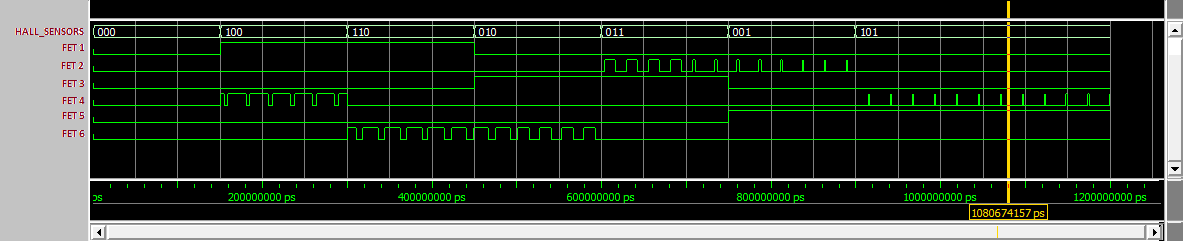 HALL_SENSORS 000 100 110 010 011 001 101
FET 1
FET 2
FET 3
FET 4
FET 5
FET 6
ps 200000000 ps 400000000 ps 600000000 ps 800000000 ps 1000000000 ps 1200000000 ps
1080674157 ps